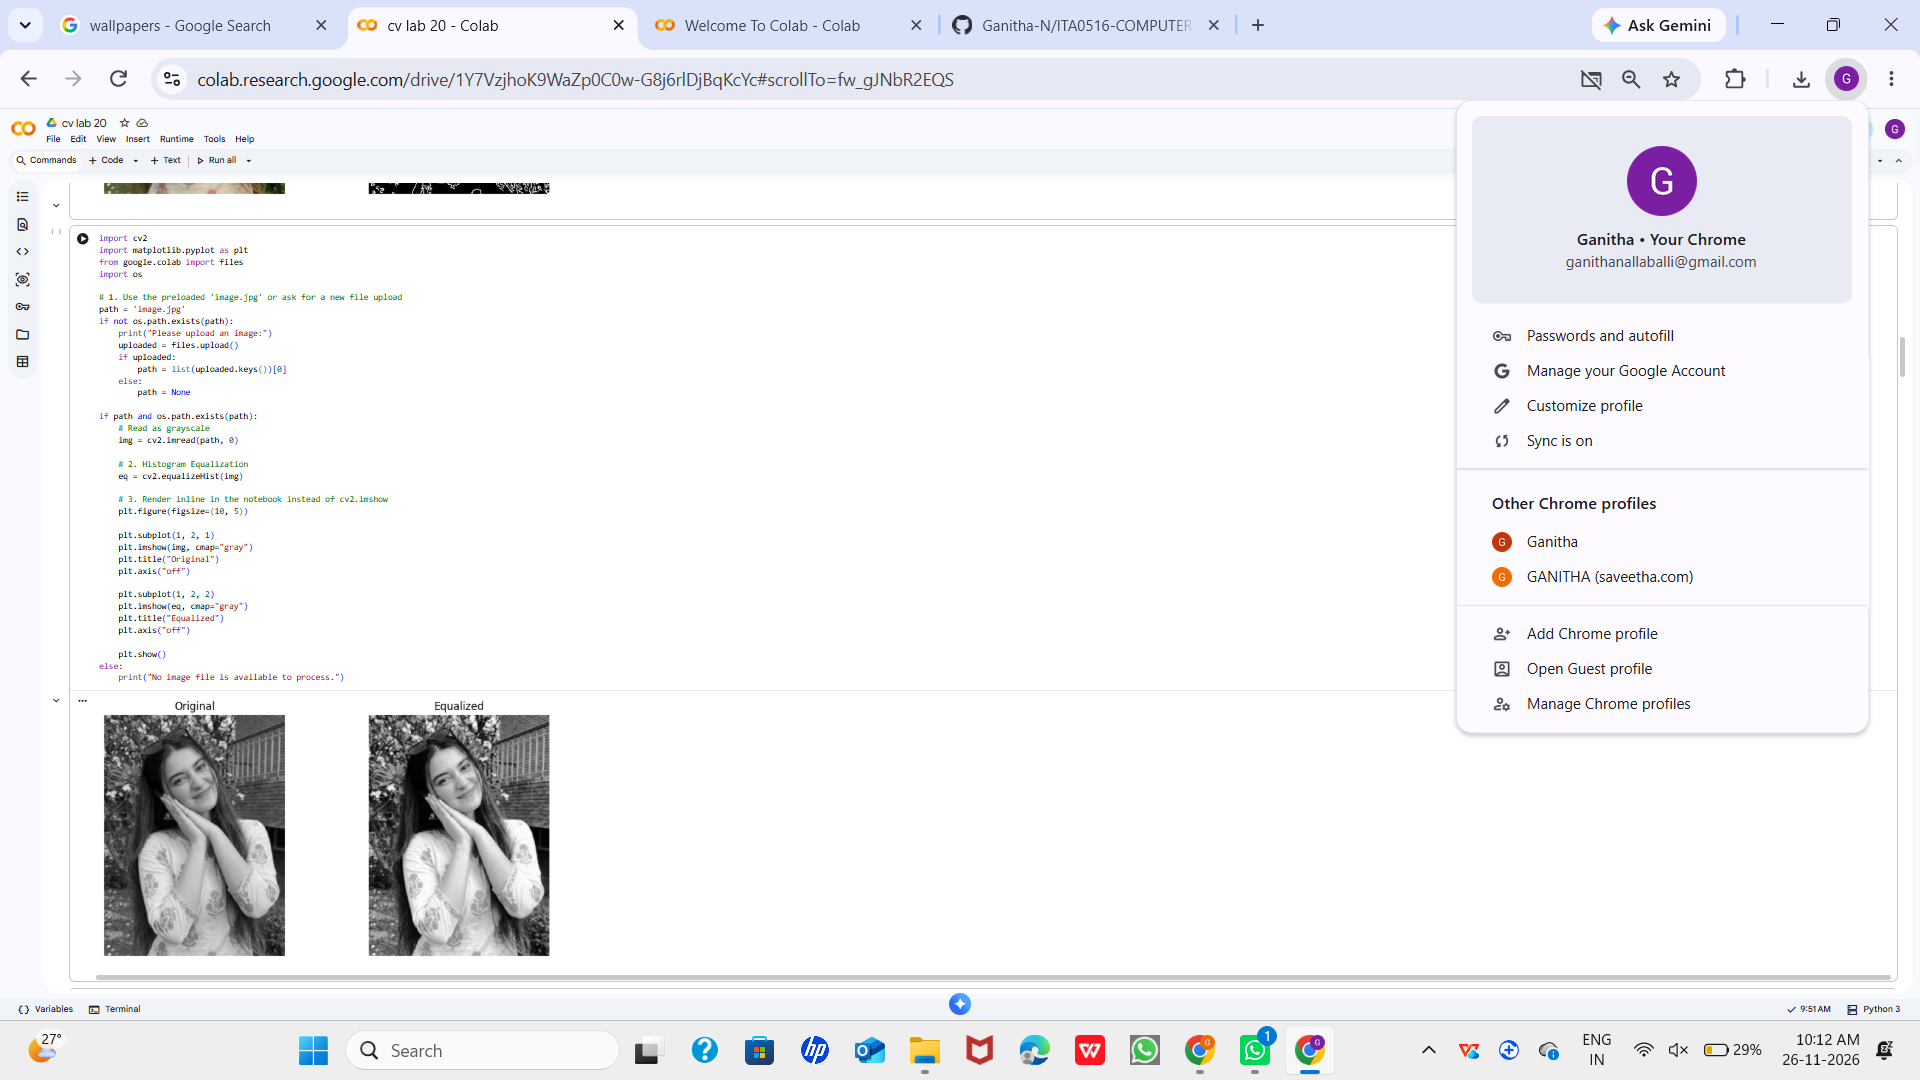 wallpapers - Google Search
cv lab 20 - Colab
Welcome To Colab - Colab
Ganitha-N/ITA0516-COMPUTER
Ask Gemini
colab.research.google.com/drive/1Y7VzjhoK9WaZp0C0w-G8j6rlDjBqKcYc#scrollTo=fw_gJNbR2EQS
G
cv lab 20
File Edit View Insert Runtime Tools Help
G
Commands + Code + Text Run all
import cv2
import matplotlib.pyplot as plt
from google.colab import files
import os
# 1. Use the preloaded 'image.jpg' or ask for a new file upload
path = 'image.jpg'
if not os.path.exists(path):
print("Please upload an image:")
uploaded = files.upload()
if uploaded:
path = list(uploaded.keys())[0]
else:
path = None
if path and os.path.exists(path):
# Read as grayscale
img = cv2.imread(path, 0)
# 2. Histogram Equalization
eq = cv2.equalizeHist(img)
# 3. Render inline in the notebook instead of cv2.imshow
plt.figure(figsize=(10, 5))
plt.subplot(1, 2, 1)
plt.imshow(img, cmap="gray")
plt.title("Original")
plt.axis("off")
plt.subplot(1, 2, 2)
plt.imshow(eq, cmap="gray")
plt.title("Equalized")
plt.axis("off")
plt.show()
else:
print("No image file is available to process.")
Original
Equalized
G
Ganitha • Your Chrome
ganithanallaballi@gmail.com
Passwords and autofill
Manage your Google Account
Customize profile
Sync is on
Other Chrome profiles
G Ganitha
G GANITHA (saveetha.com)
Add Chrome profile
Open Guest profile
Manage Chrome profiles
Variables
Terminal
9:51 AM
Python 3
27°
Search
1
ENG
IN
29%
10:12 AM
26-11-2026